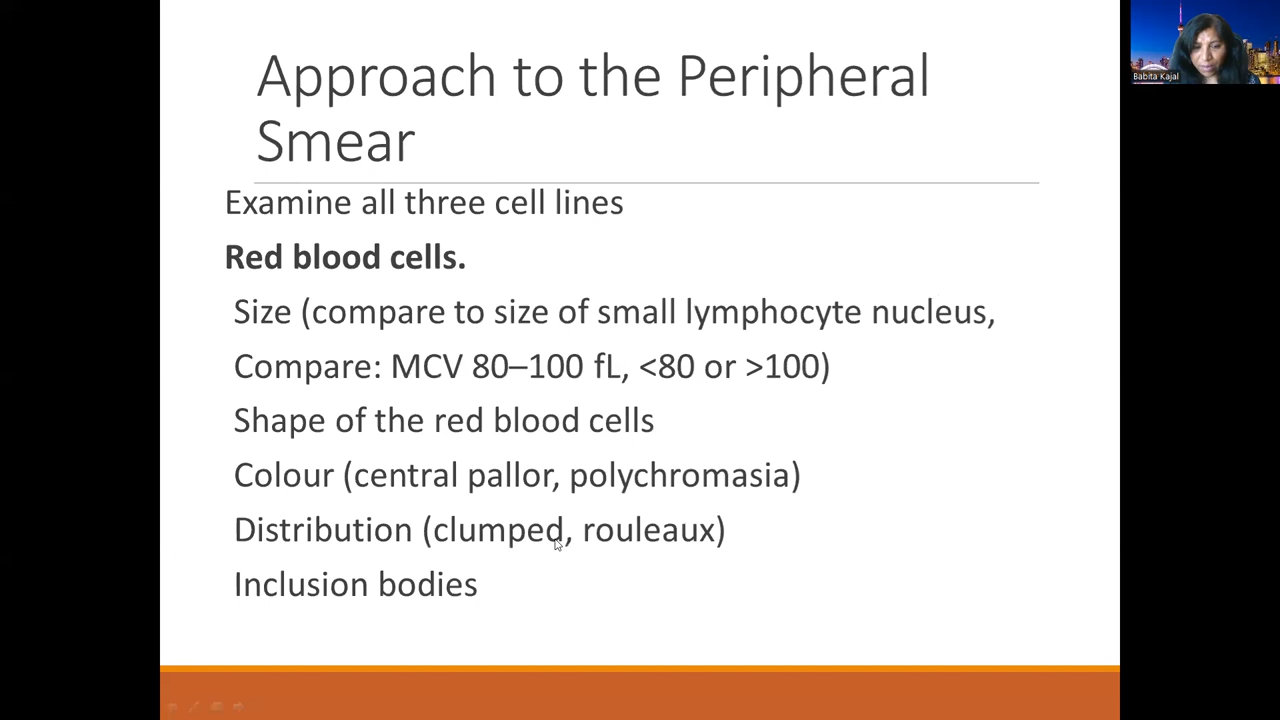 Approach to the Peripheral
Smear
Examine all three cell lines
Red blood cells.
Size (compare to size of small lymphocyte nucleus,
Compare: MCV 80–100 fL, <80 or >100)
Shape of the red blood cells
Colour (central pallor, polychromasia)
Distribution (clumped, rouleaux)
Inclusion bodies
Babita Kajal